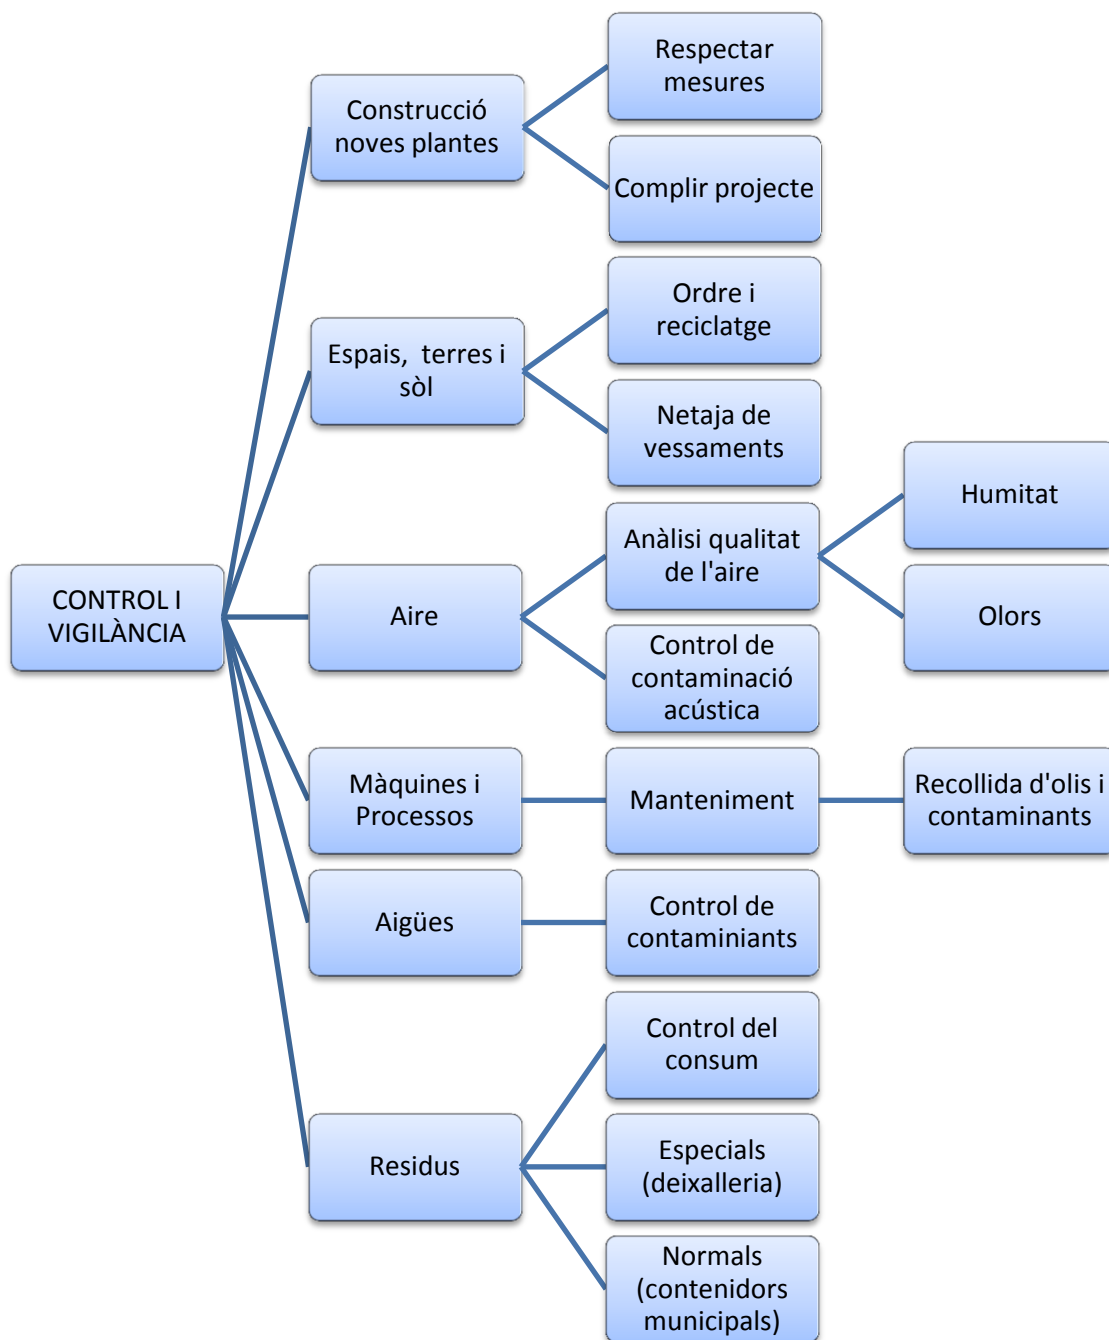 Respectar
mesures
Construcció
noves plantes
Complir projecte
Ordre i
reciclatge
Espais,  terres i
sòl
Netaja de
vessaments
Humitat
Anàlisi qualitat
de l'aire
CONTROL I
VIGILÀNCIA
Aire
Olors
Control de
contaminació
acústica
Màquines i
Processos
Manteniment
Recollida d'olis i
contaminants
Aigües
Control de
contaminiants
Control del
consum
Residus
Especials
(deixalleria)
Normals
(contenidors
municipals)